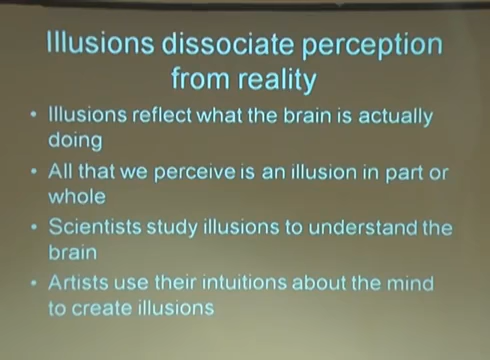 Illusions dissociate perception
from reality
• Illusions reflect what the brain is actually
doing
• All that we perceive is an illusion in part or
whole
• Scientists study illusions to understand the
brain
• Artists use their intuitions about the mind
to create illusions